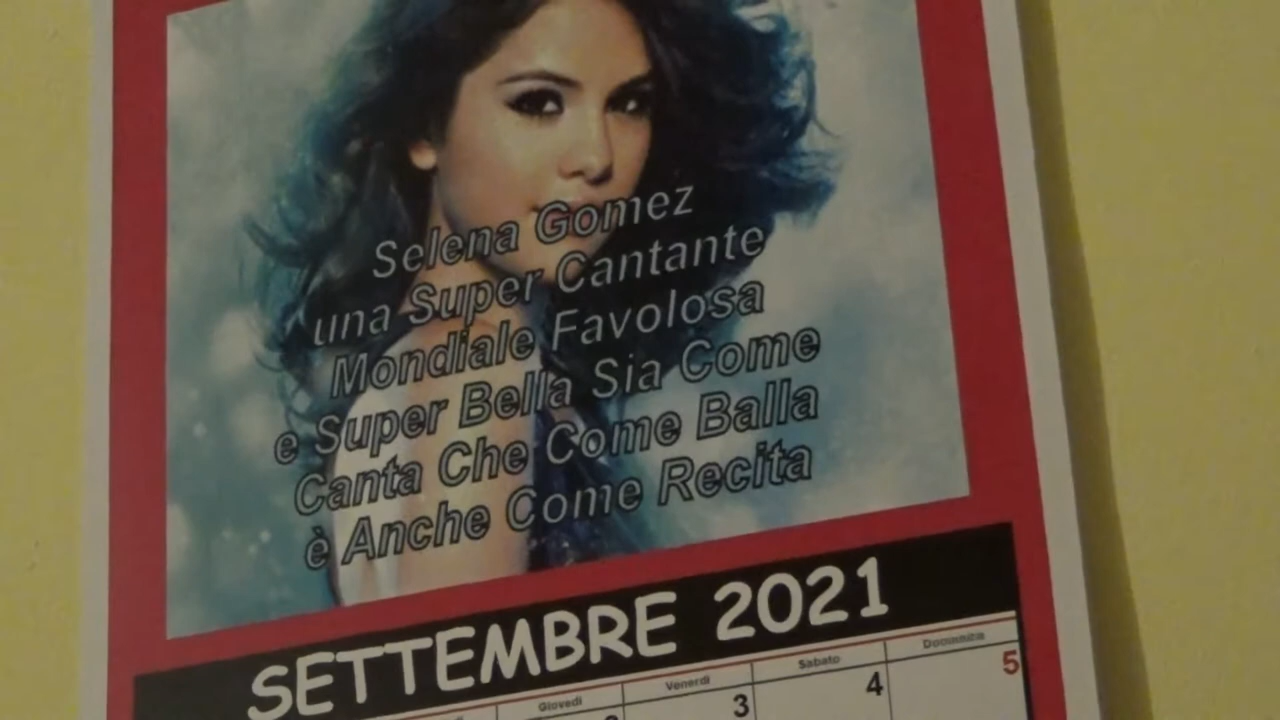 Selena Gomez
una Super Cantante
Mondiale Favolosa
e Super Bella Sia Come
Canta Che Come Balla
è Anche Come Recita
SETTEMBRE 2021
Giovedì Venerdì Sabato Domenica
3 4 5